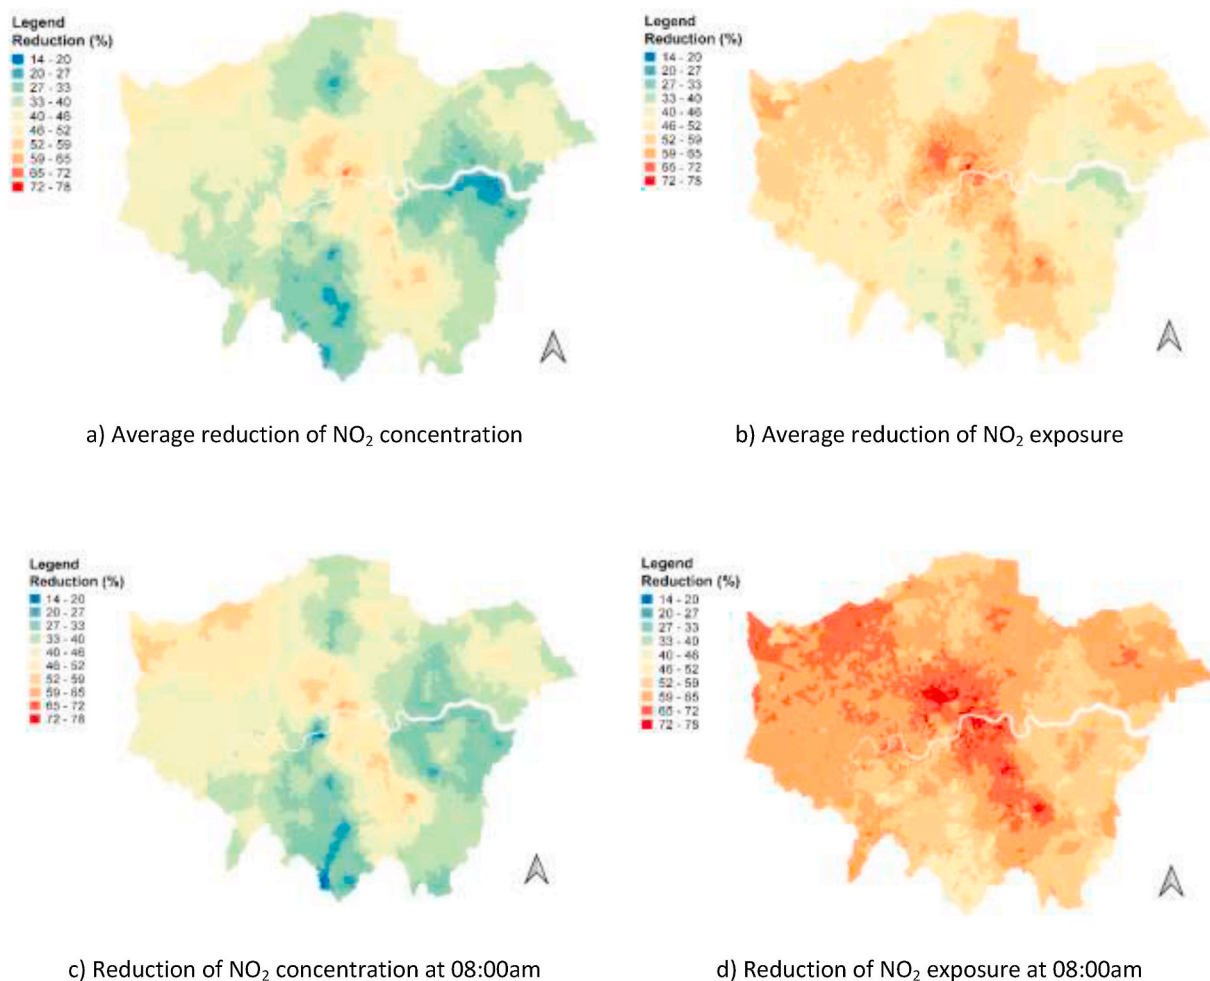 Legend
Reduction (%)
14 - 20
20 - 27
27 - 33
33 - 40
40 - 46
46 - 52
52 - 59
59 - 65
65 - 72
72 - 78
a) Average reduction of NO₂ concentration
Legend
Reduction (%)
14 - 20
20 - 27
27 - 33
33 - 40
40 - 46
46 - 52
52 - 59
59 - 65
65 - 72
72 - 78
b) Average reduction of NO₂ exposure
Legend
Reduction (%)
14 - 20
20 - 27
27 - 33
33 - 40
40 - 46
46 - 52
52 - 59
59 - 65
65 - 72
72 - 78
c) Reduction of NO₂ concentration at 08:00am
Legend
Reduction (%)
14 - 20
20 - 27
27 - 33
33 - 40
40 - 46
46 - 52
52 - 59
59 - 65
65 - 72
72 - 78
d) Reduction of NO₂ exposure at 08:00am